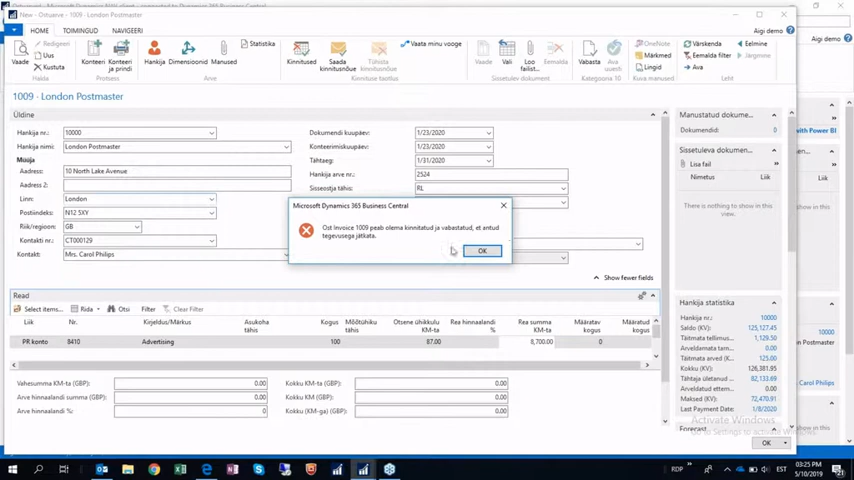 New - Ostuarve - 1009 · London Postmaster
HOME TOIMINGUD NAVIGEERI
Aigi demo
Aigi demo
Vaade
Redigeeri
Uus
Kustuta
Halda
Konteeri
Konteeri ja prindi
Protsess
Hankija
Dimensioonid
Manused
Statistika
Arve
Kinnitused
Saada kinnitusnõue
Tühista kinnitusnõue
Vaata minu vooge
Kinnituse taotlus
Vaade
Vali
Loo failist...
Ava uuesti
Sissetulev dokument
Vabasta
Kategooria 10
OneNote
Märkmed
Lingid
Kuva manused
Värskenda
Eemalda filter
Ava
Eelmine
Järgmine
Leht
1009 · London Postmaster
Üldine
Hankija nr.: 10000
Hankija nimi: London Postmaster
Müüja
Aadress: 10 North Lake Avenue
Aadress 2:
Linn: London
Postiindeks: N12 5XY
Riik/regioon: GB
Kontakti nr.: CT000129
Kontakt: Mrs. Carol Philips
Dokumendi kuupäev: 1/23/2020
Konteerimiskuupäev: 1/23/2020
Tähtaeg: 1/31/2020
Hankija arve nr.: 2524
Sisseostja tähis: RL
Microsoft Dynamics 365 Business Central
Ost Invoice 1009 peab olema kinnitatud ja vabastatud, et antud
tegevusega jätkata.
OK
Show fewer fields
Read
Select items... Rida Otsi Filter Clear Filter
Liik Nr. Kirjeldus/Märkus Asukoha tähis Kogus Mõõtühiku tähis Otsene ühikukulu KM-ta Rea hinnaalandi % Rea summa KM-ta Määratav kogus Määratud kogus
PR konto 8410 Advertising 100 87.00 8,700.00 0
Vahesumma KM-ta (GBP): 0.00 Kokku KM-ta (GBP): 0.00
Arve hinnaalandi summa (GBP): 0.00 Kokku KM (GBP): 0.00
Arve hinnaalandi %: 0 Kokku (KM-ga) (GBP): 0.00
Manustatud dokume...
Dokumendid 0
Sissetuleva dokumen...
Lisa fail
Nimetus Liik
There is nothing to show in this view.
Hankija statistika
Hankija nr.: 10000
Saldo (KV): 125,127.45
Täitmata tellimu... 1,129.50
Arveldamata tarn... 0.00
Täitmata arved (K... 125.00
Kokku (KV): 126,381.95
Tähtaja ületanud ... 82,133.69
Arveldatud ettem... 0.00
Maksed (KV): 72,470.91
Last Payment Date: 1/8/2020
Forecast
with Power BI
10000
Postmaster
Carol Philips
Activate Windows
Go to Settings to activate Windows.
OK
RDP
EST
03:25 PM
5/10/2019